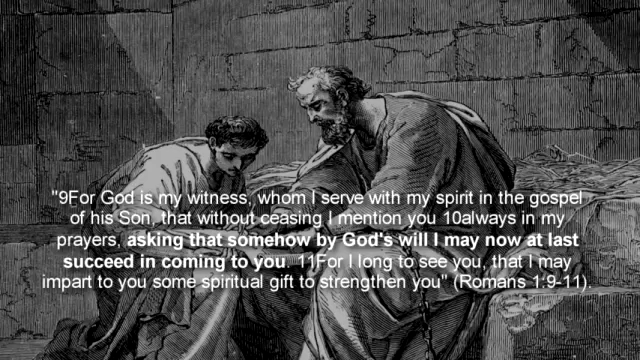 "9For God is my witness, whom I serve with my spirit in the gospel
of his Son, that without ceasing I mention you 10always in my
prayers, asking that somehow by God's will I may now at last
succeed in coming to you. 11For I long to see you, that I may
impart to you some spiritual gift to strengthen you" (Romans 1:9-11).